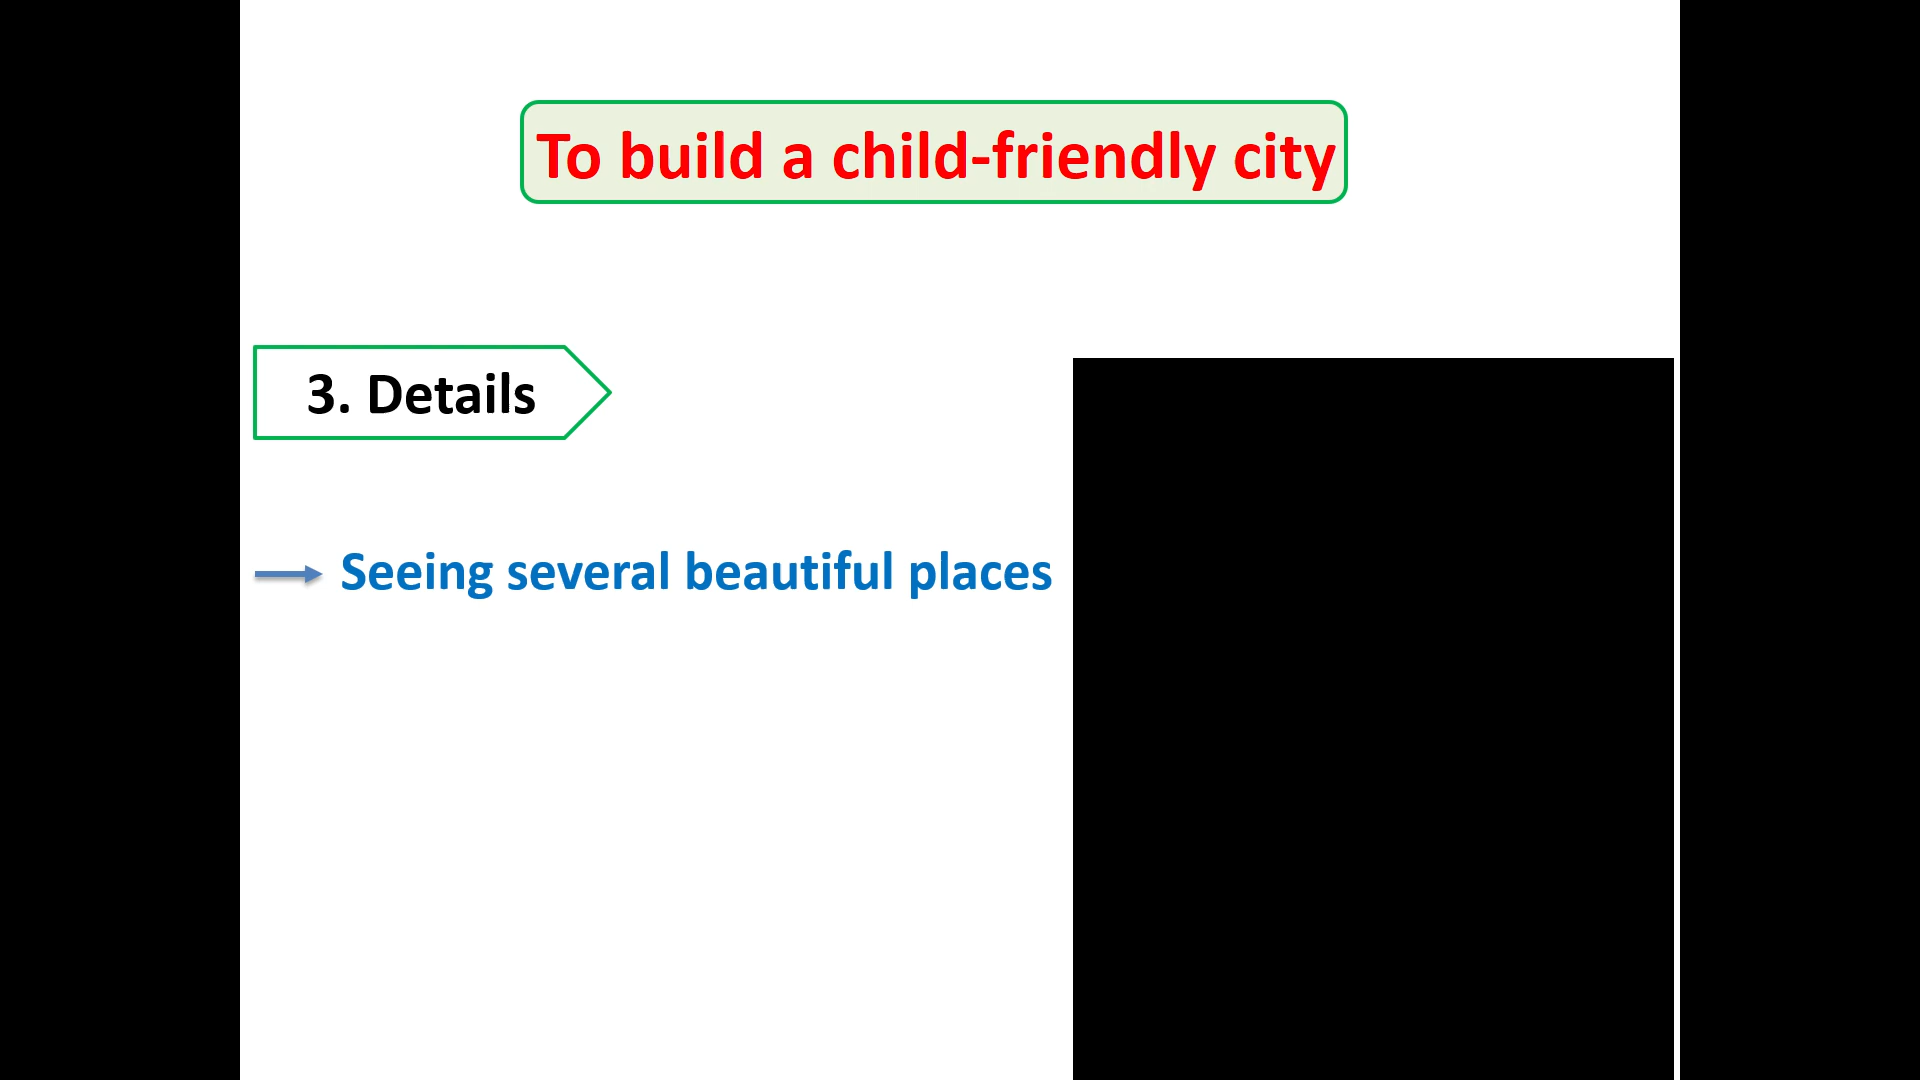 To build a child-friendly city
3. Details
Seeing several beautiful places